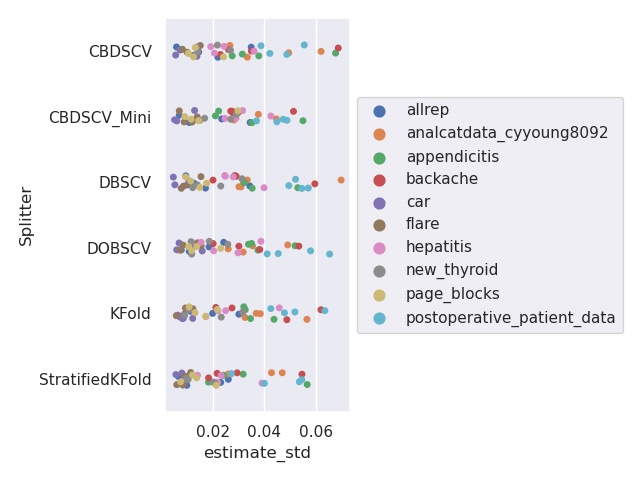 CBDSCV
CBDSCV_Mini
DBSCV
DOBSCV
KFold
StratifiedKFold
Splitter
0.02 0.04 0.06
estimate_std
allrep
analcatdata_cyyoung8092
appendicitis
backache
car
flare
hepatitis
new_thyroid
page_blocks
postoperative_patient_data